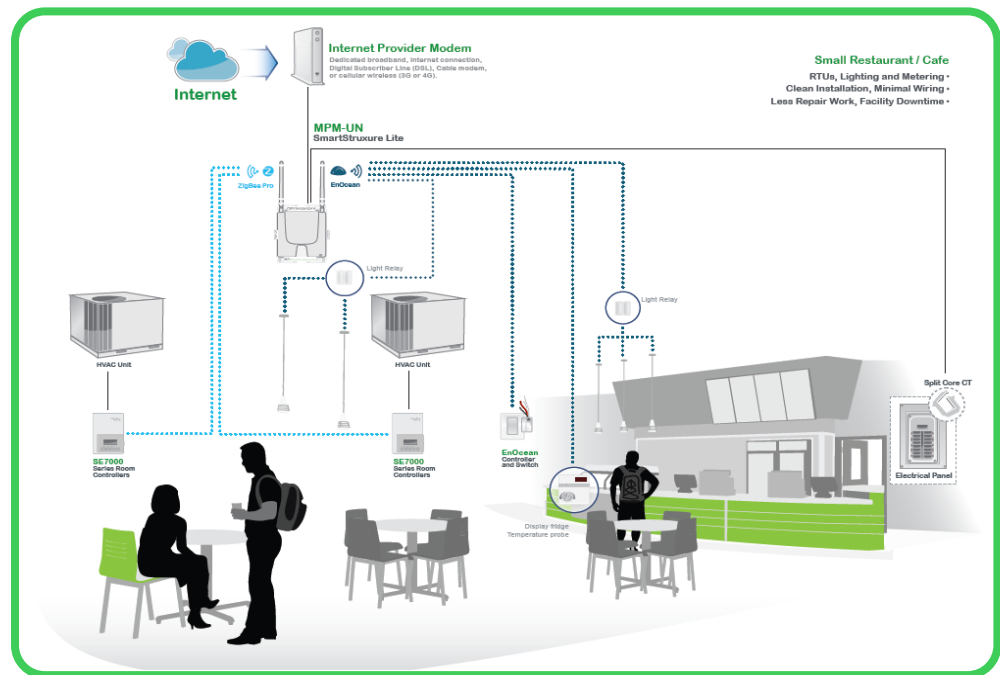 Internet
Internet Provider Modem
Dedicated broadband, internet connection,
Digital Subscriber Line (DSL), Cable modem,
or cellular wireless (3G or 4G).
Small Restaurant / Cafe
RTUs, Lighting and Metering •
Clean Installation, Minimal Wiring •
Less Repair Work, Facility Downtime •
MPM-UN
SmartStruxure Lite
ZigBee Pro
EnOcean
Light Relay
Light Relay
HVAC Unit
HVAC Unit
Split Core CT
SE7000
Series Room
Controllers
SE7000
Series Room
Controllers
EnOcean
Controller
and Switch
Electrical Panel
Display fridge
Temperature probe